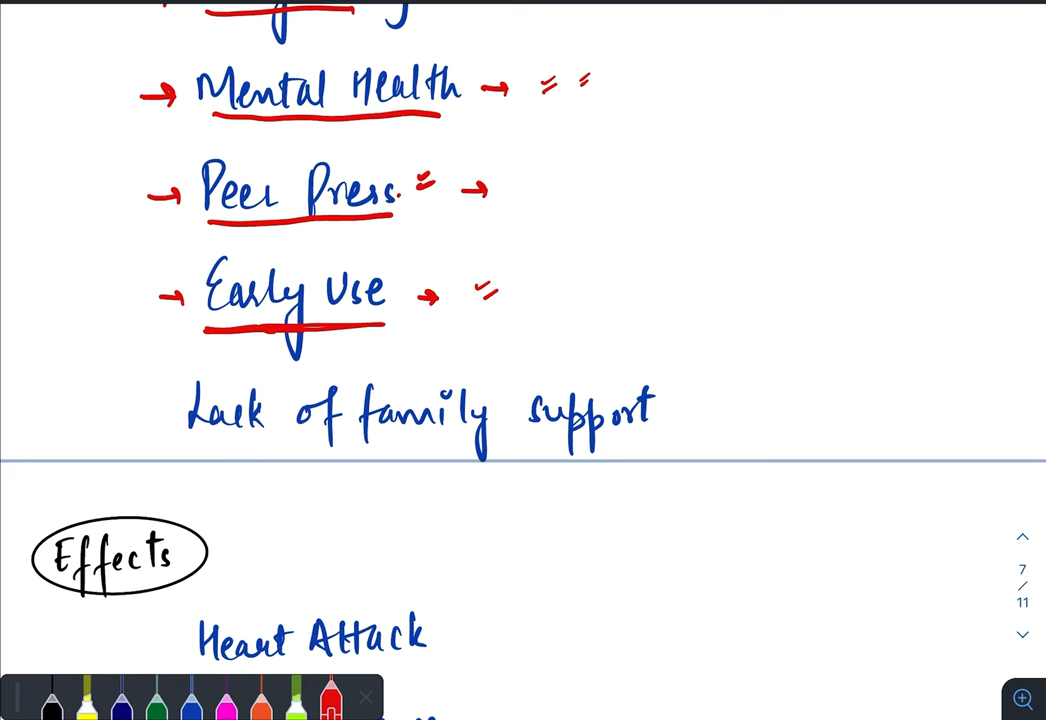 → Mental Health →
→ Peer Press. →
→ Early Use →
Lack of family support
Effects
Heart Attack
7
/
11